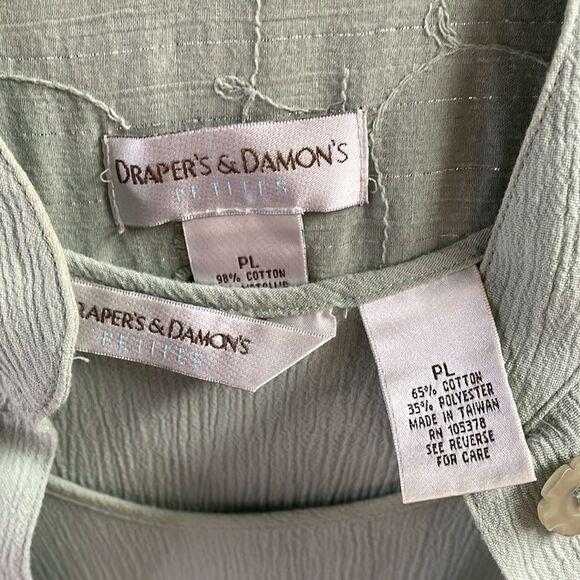 DRAPER'S & DAMON'S
PETITES
PL
98% COTTON
RAPER'S & DAMON'S
PETITES
PL
65% COTTON
35% POLYESTER
MADE IN TAIWAN
RN 105378
SEE REVERSE
FOR CARE